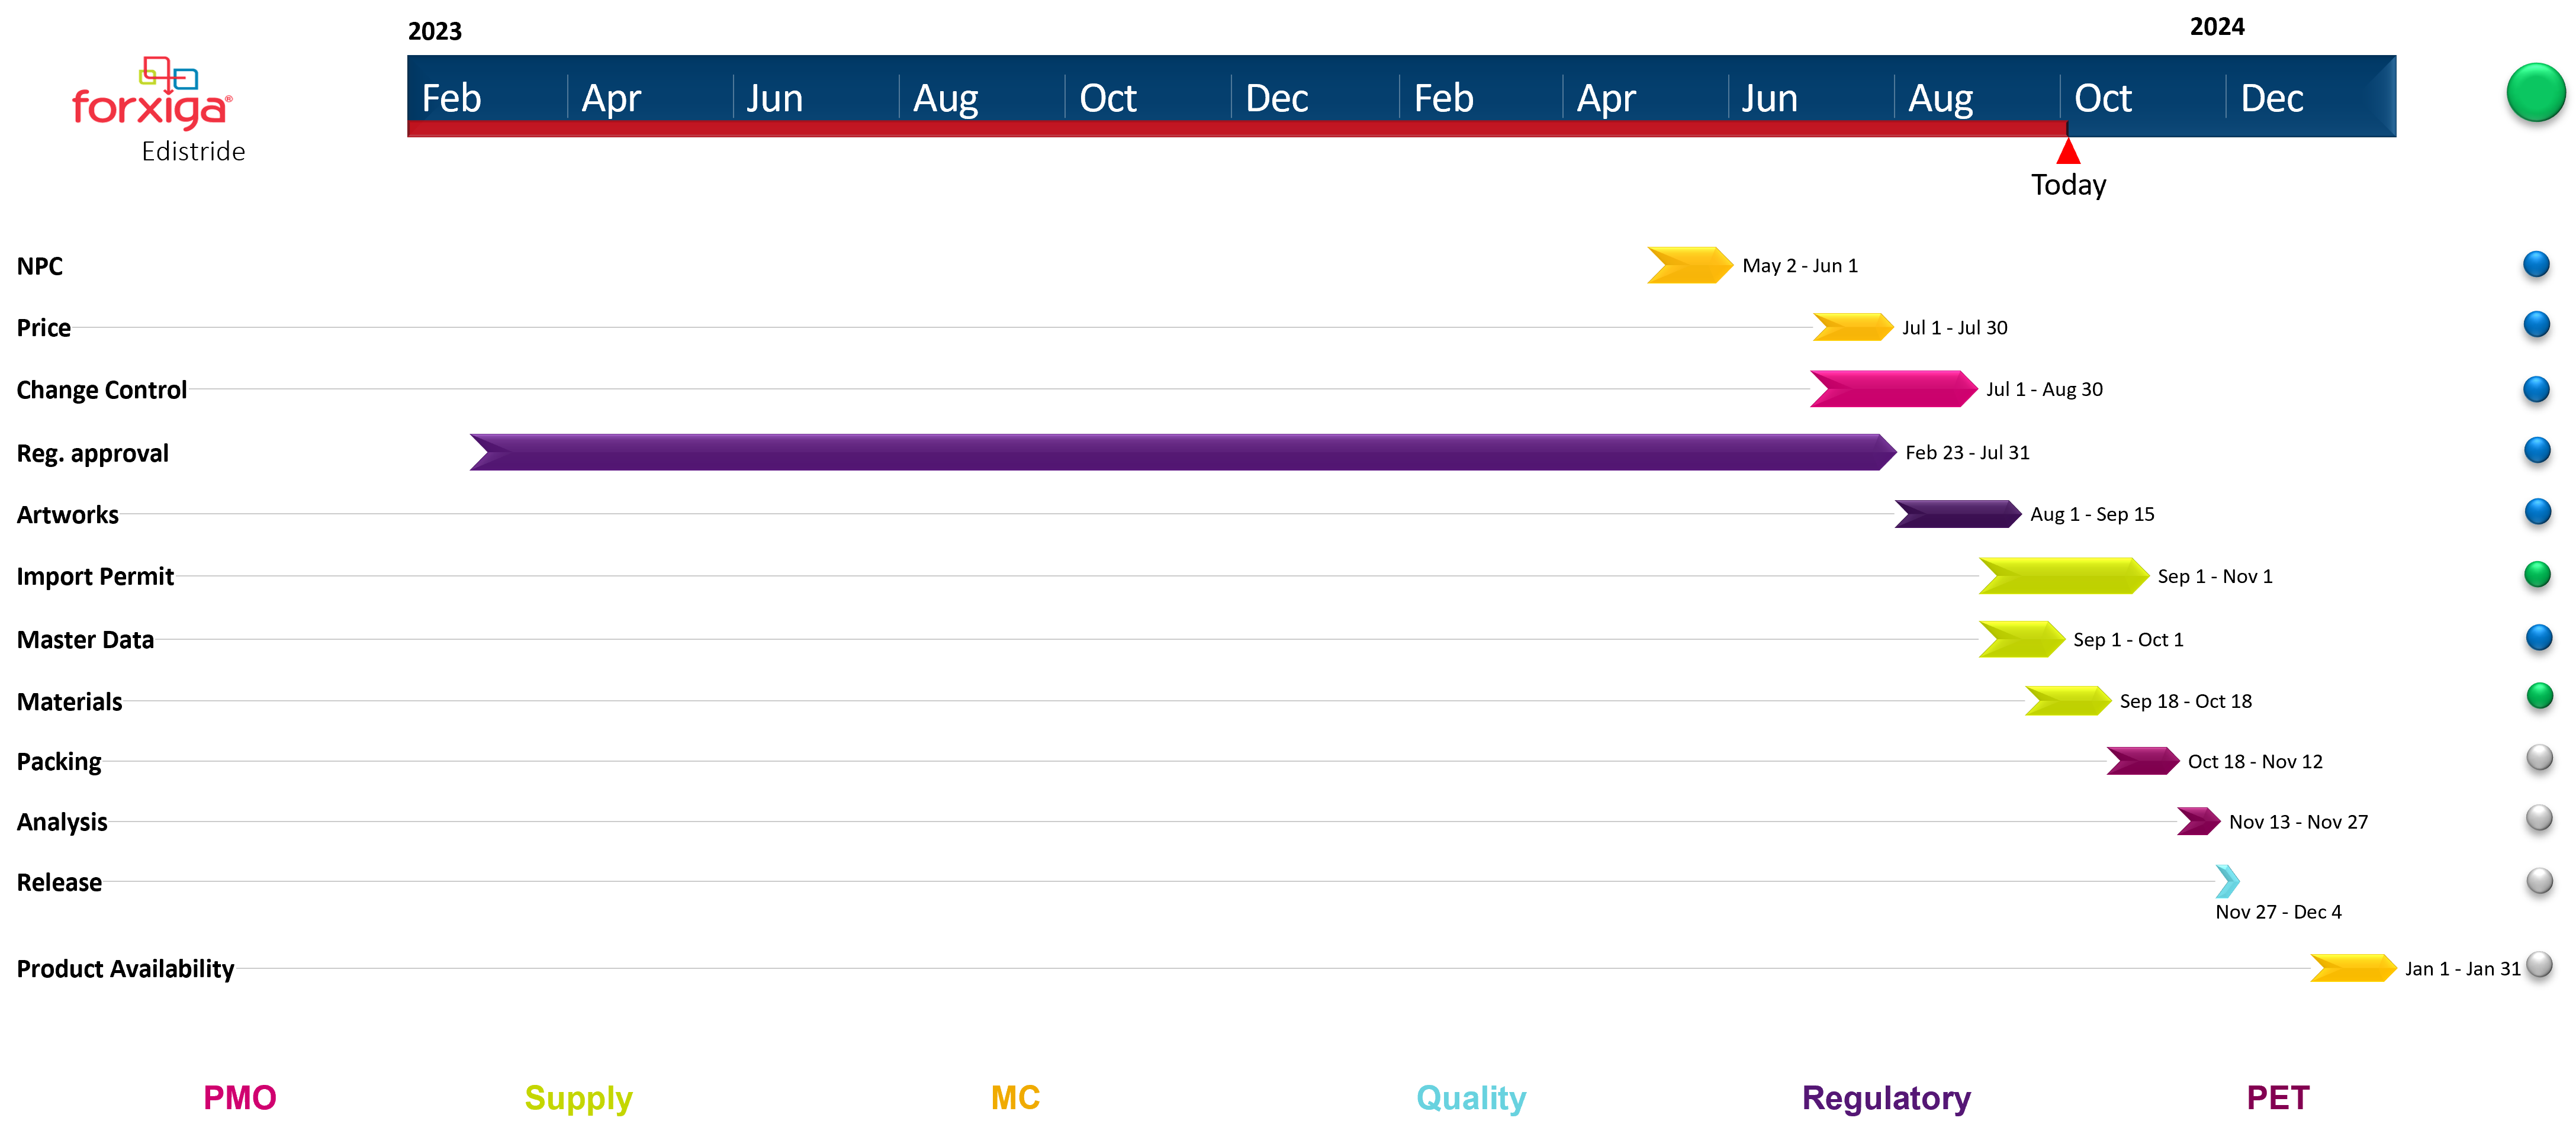 2023
2024
Feb Apr Jun Aug Oct Dec Feb Apr Jun Aug Oct Dec
forxiga®
Edistride
Today
NPC May 2 - Jun 1
Price Jul 1 - Jul 30
Change Control Jul 1 - Aug 30
Reg. approval Feb 23 - Jul 31
Artworks Aug 1 - Sep 15
Import Permit Sep 1 - Nov 1
Master Data Sep 1 - Oct 1
Materials Sep 18 - Oct 18
Packing Oct 18 - Nov 12
Analysis Nov 13 - Nov 27
Release
Nov 27 - Dec 4
Product Availability Jan 1 - Jan 31
PMO Supply MC Quality Regulatory PET